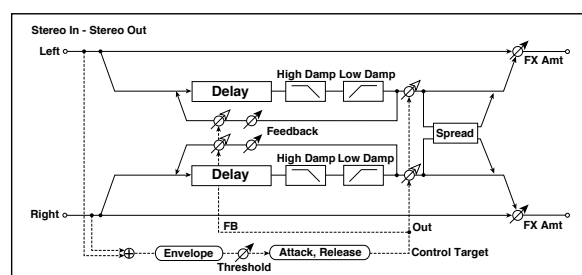 Stereo In - Stereo Out
Left
FX Amt
High Damp Low Damp
Delay
Feedback
Spread
High Damp Low Damp
Delay
Right
FX Amt
FB
Out
Envelope
Threshold
Attack, Release
Control Target